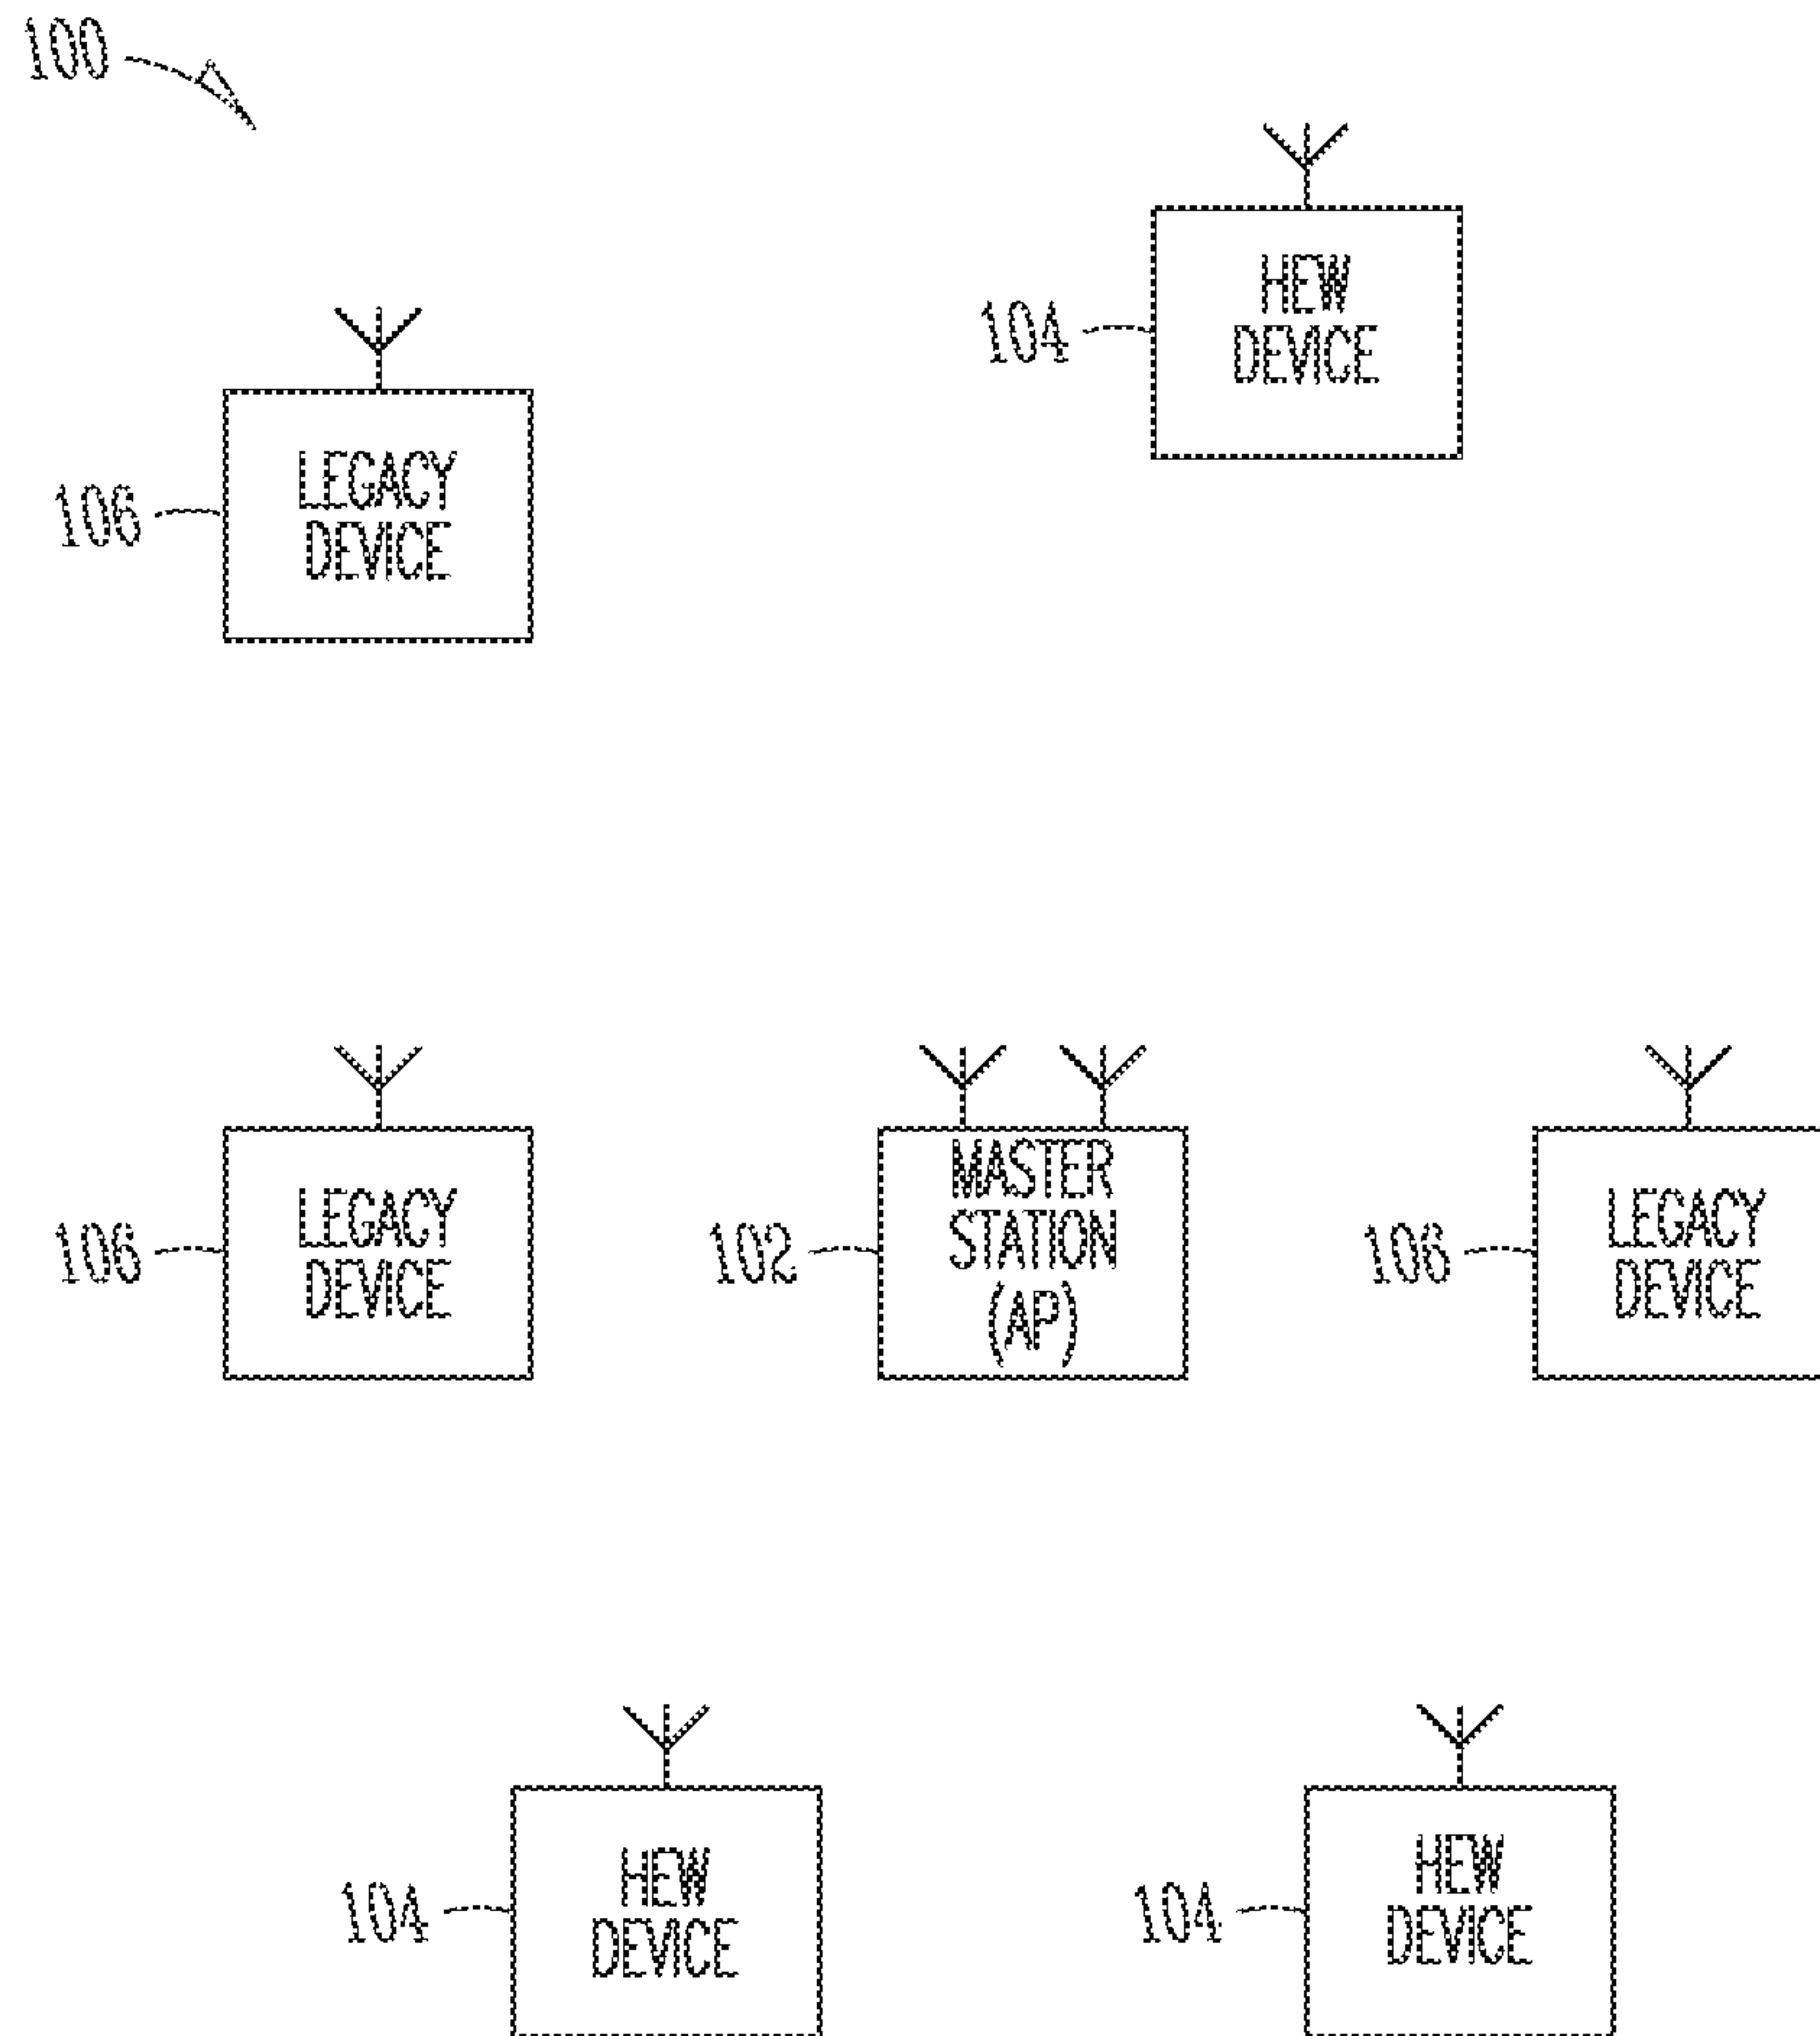 100
HEW
DEVICE
104
LEGACY
DEVICE
106
LEGACY
DEVICE
106
MASTER
STATION
(AP)
102
LEGACY
DEVICE
106
HEW
DEVICE
104
HEW
DEVICE
104